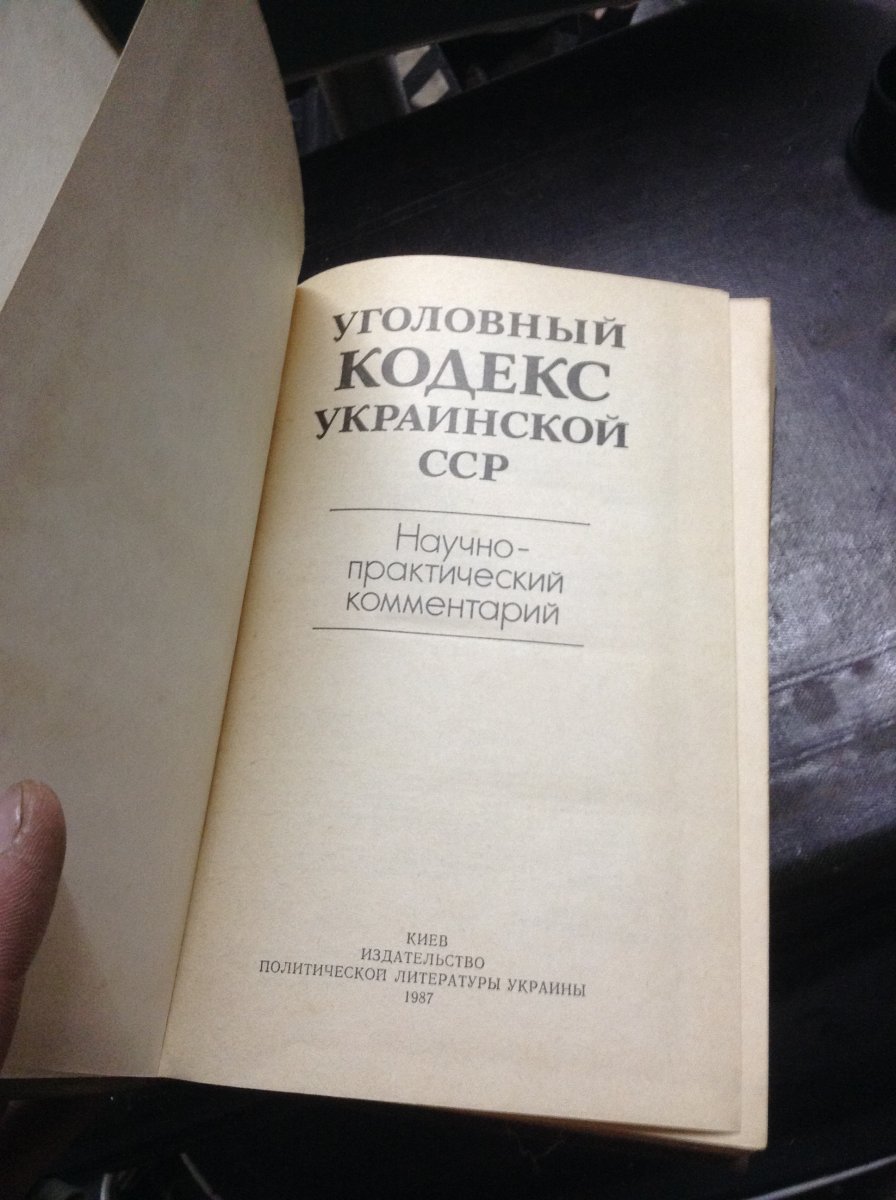 УГОЛОВНЫЙ
КОДЕКС
УКРАИНСКОЙ
ССР
Научно-
практический
комментарий
КИЕВ
ИЗДАТЕЛЬСТВО
ПОЛИТИЧЕСКОЙ ЛИТЕРАТУРЫ УКРАИНЫ
1987